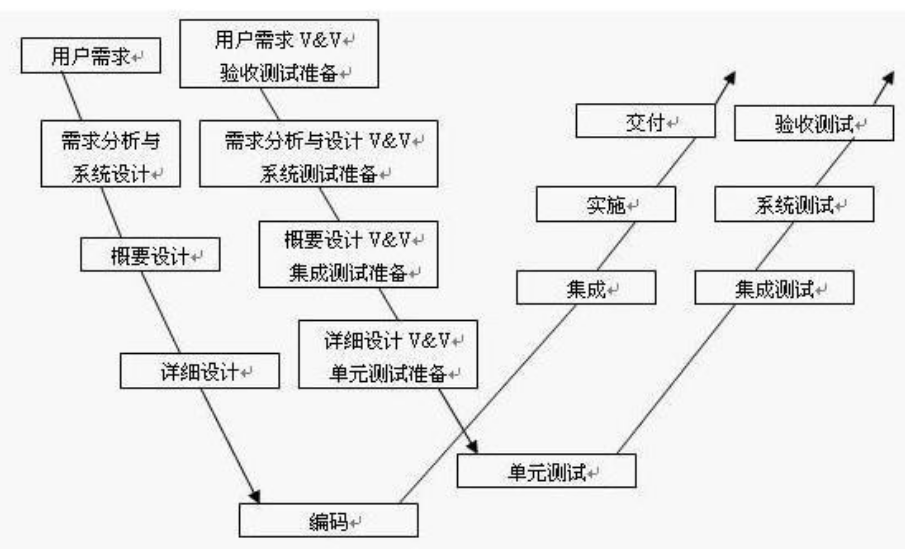 用户需求
用户需求 V&V
验收测试准备
需求分析与
系统设计
需求分析与设计 V&V
系统测试准备
交付
验收测试
实施
系统测试
概要设计
概要设计 V&V
集成测试准备
集成
集成测试
详细设计
详细设计 V&V
单元测试准备
单元测试
编码